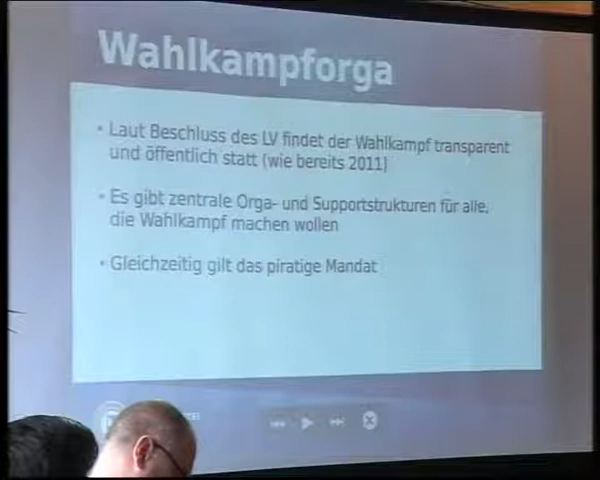 Wahlkampforga
• Laut Beschluss des LV findet der Wahlkampf transparent
und öffentlich statt (wie bereits 2011)
• Es gibt zentrale Orga- und Supportstrukturen für alle,
die Wahlkampf machen wollen
• Gleichzeitig gilt das piratige Mandat